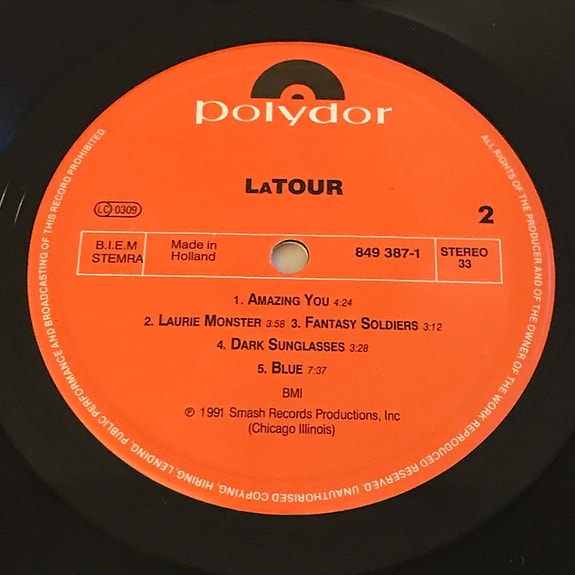 polydor
LATOUR
LC 0309
2
B.I.E.M
STEMRA
Made in
Holland
849 387-1
STEREO
33
1. AMAZING YOU 4:24
2. LAURIE MONSTER 3:58 3. FANTASY SOLDIERS 3:12
4. DARK SUNGLASSES 3:28
5. BLUE 7:37
BMI
℗ 1991 Smash Records Productions, Inc
(Chicago Illinois)
ALL RIGHTS OF THE PRODUCER AND OF THE OWNER OF THE WORK REPRODUCED RESERVED. UNAUTHORISED COPYING, HIRING, LENDING, PUBLIC PERFORMANCE AND BROADCASTING OF THIS RECORD PROHIBITED.